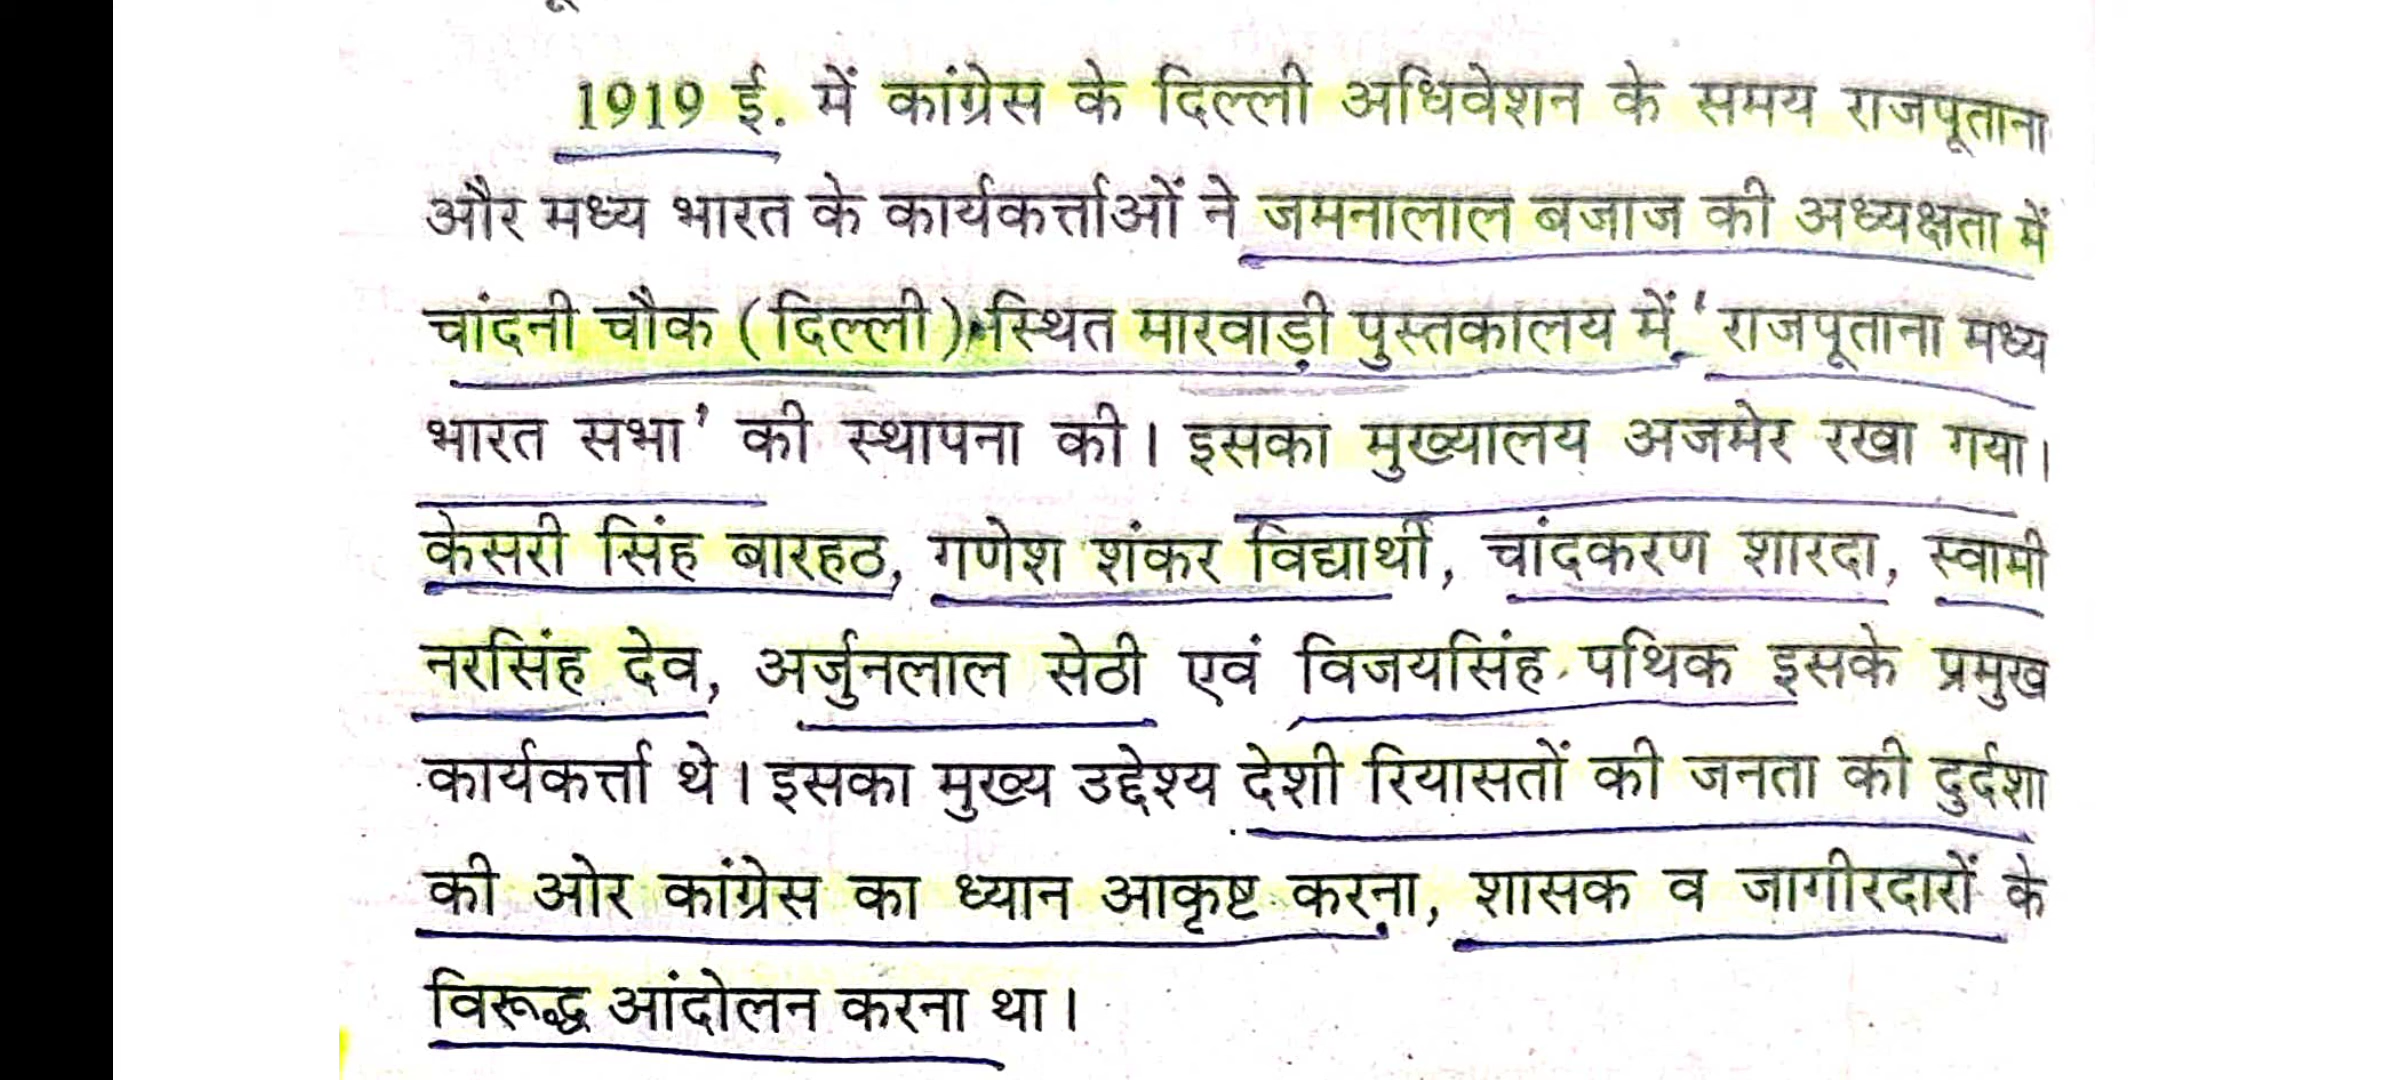 1919 ई. में कांग्रेस के दिल्ली अधिवेशन के समय राजपूताना
और मध्य भारत के कार्यकर्त्ताओं ने जमनालाल बजाज की अध्यक्षता में
चांदनी चौक (दिल्ली) स्थित मारवाड़ी पुस्तकालय में 'राजपूताना मध्य
भारत सभा' की स्थापना की। इसका मुख्यालय अजमेर रखा गया।
केसरी सिंह बारहठ, गणेश शंकर विद्यार्थी, चांदकरण शारदा, स्वामी
नरसिंह देव, अर्जुनलाल सेठी एवं विजयसिंह पथिक इसके प्रमुख
कार्यकर्त्ता थे। इसका मुख्य उद्देश्य देशी रियासतों की जनता की दुर्दशा
की ओर कांग्रेस का ध्यान आकृष्ट करना, शासक व जागीरदारों के
विरूद्ध आंदोलन करना था।